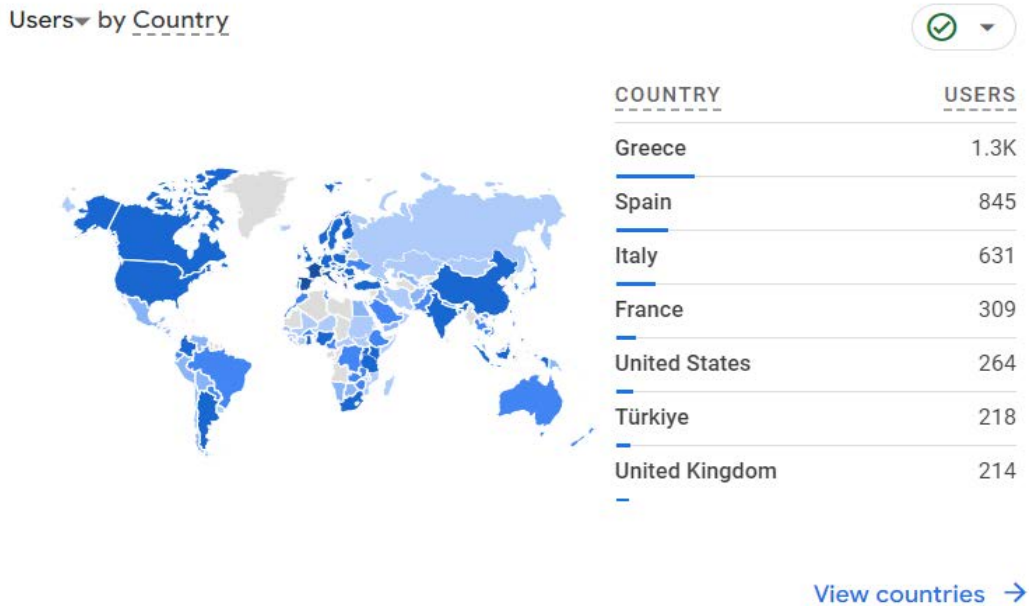 Users by Country
COUNTRY USERS
Greece 1.3K
Spain 845
Italy 631
France 309
United States 264
Türkiye 218
United Kingdom 214
View countries →